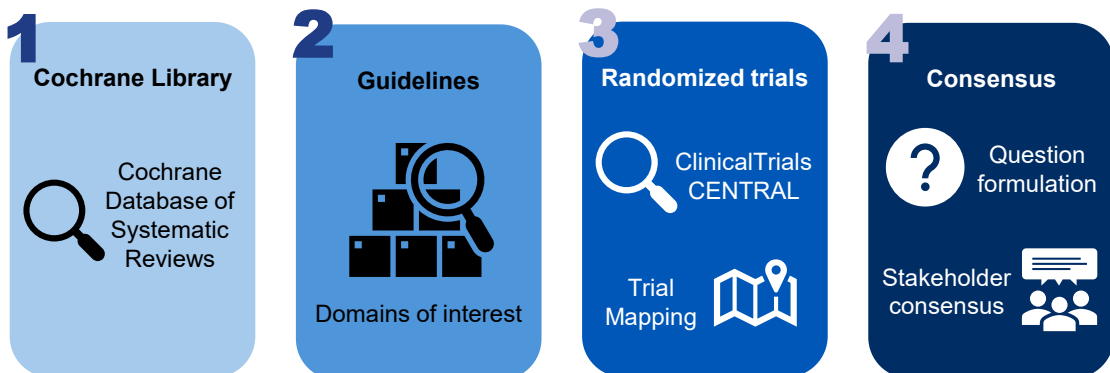 1
Cochrane Library
Cochrane
Database of
Systematic
Reviews
2
Guidelines
Domains of interest
3
Randomized trials
ClinicalTrials
CENTRAL
Trial
Mapping
4
Consensus
?
Question
formulation
Stakeholder
consensus